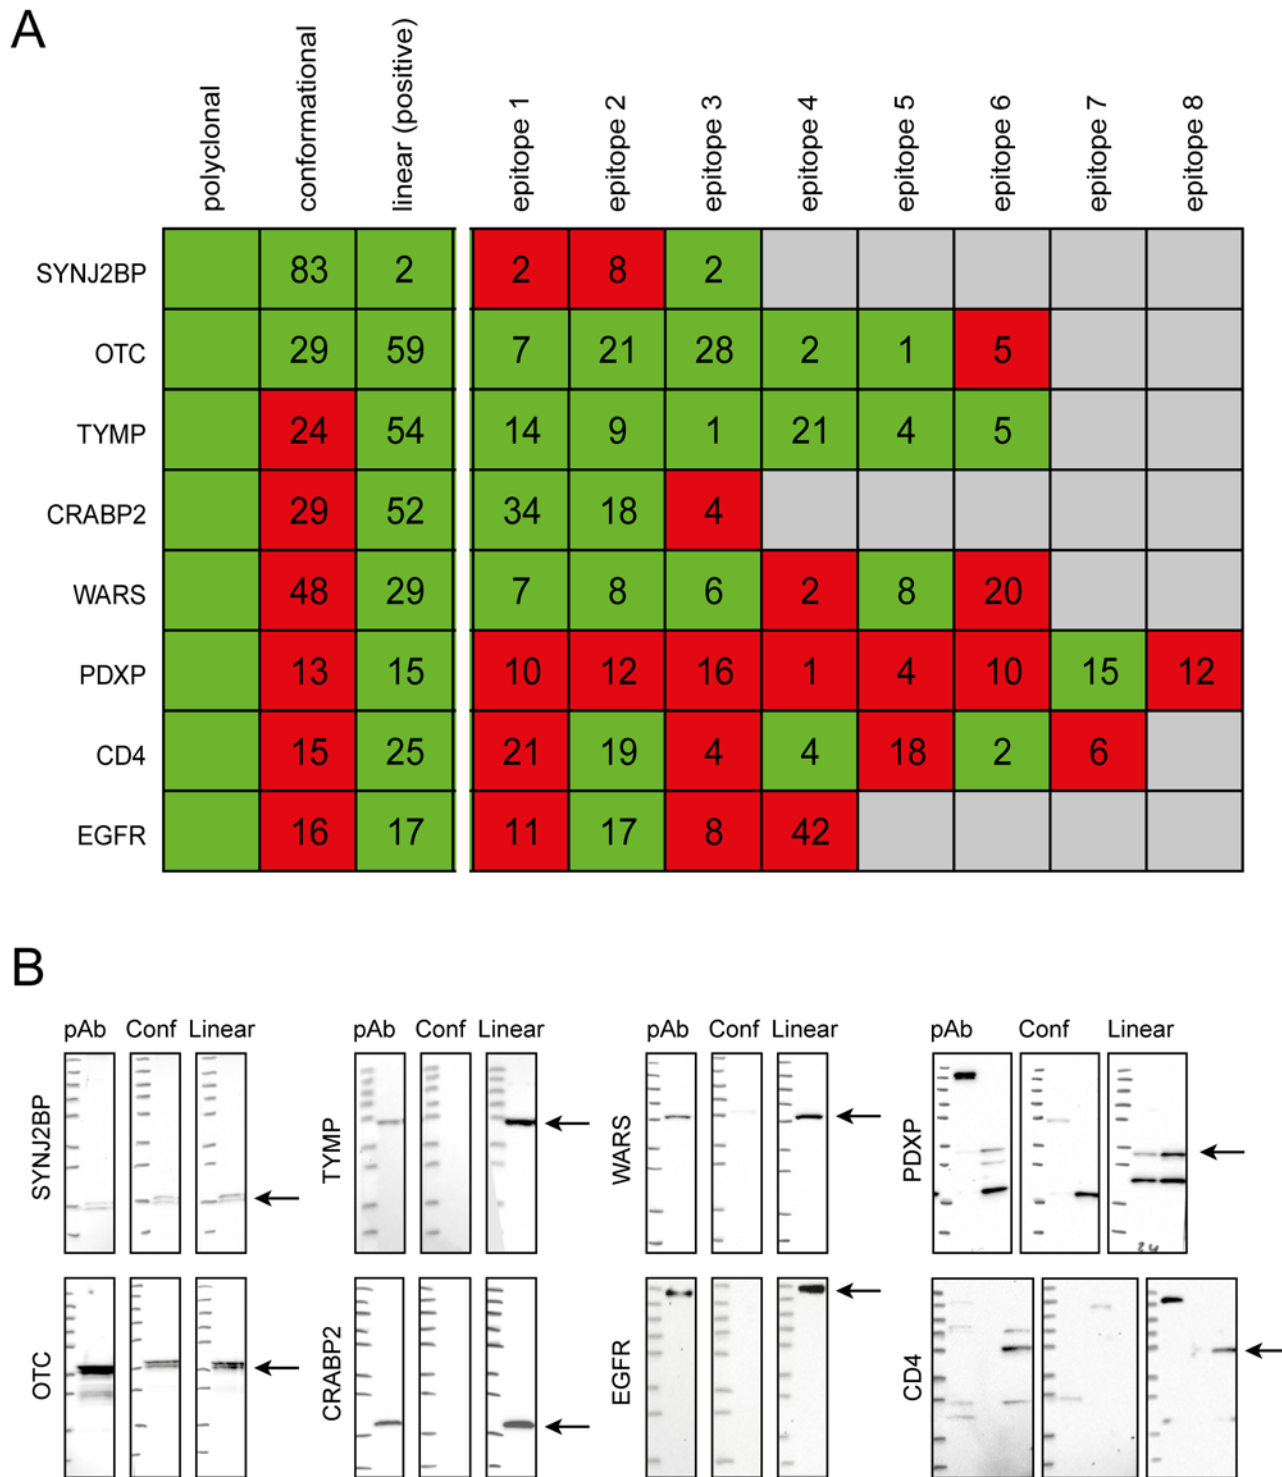 A
polyclonal
conformational
linear (positive)
epitope 1
epitope 2
epitope 3
epitope 4
epitope 5
epitope 6
epitope 7
epitope 8
SYNJ2BP 83 2 2 8 2
OTC 29 59 7 21 28 2 1 5
TYMP 24 54 14 9 1 21 4 5
CRABP2 29 52 34 18 4
WARS 48 29 7 8 6 2 8 20
PDXP 13 15 10 12 16 1 4 10 15 12
CD4 15 25 21 19 4 4 18 2 6
EGFR 16 17 11 17 8 42
B
pAb Conf Linear pAb Conf Linear pAb Conf Linear pAb Conf Linear
SYNJ2BP
TYMP
WARS
PDXP
OTC
CRABP2
EGFR
CD4